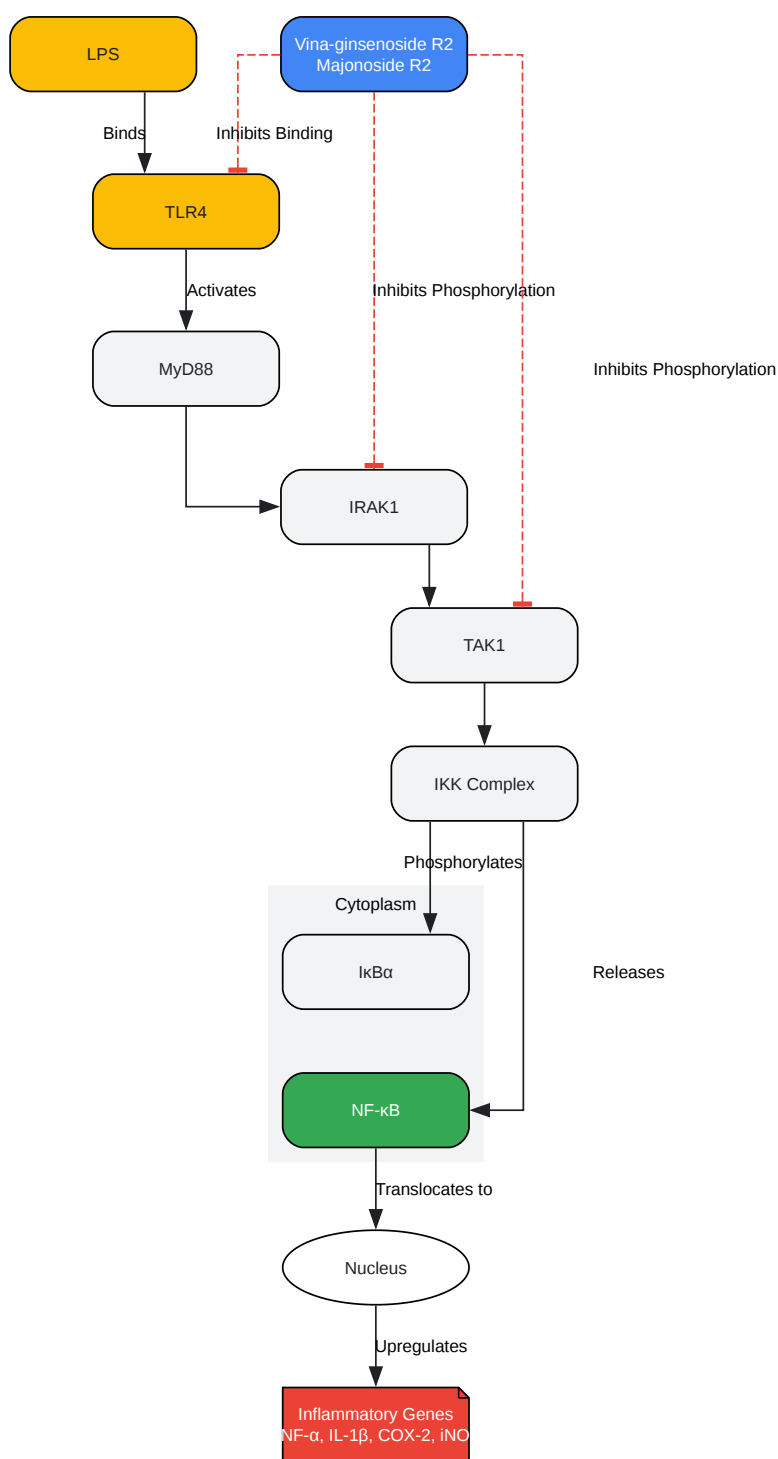 LPS
Vina-ginsenoside R2
Majonoside R2
Binds
Inhibits Binding
TLR4
Activates
Inhibits Phosphorylation
MyD88
Inhibits Phosphorylation
IRAK1
TAK1
IKK Complex
Phosphorylates
Cytoplasm
IκBα
Releases
NF-κB
Translocates to
Nucleus
Upregulates
Inflammatory Genes
NF-α, IL-1β, COX-2, iNO